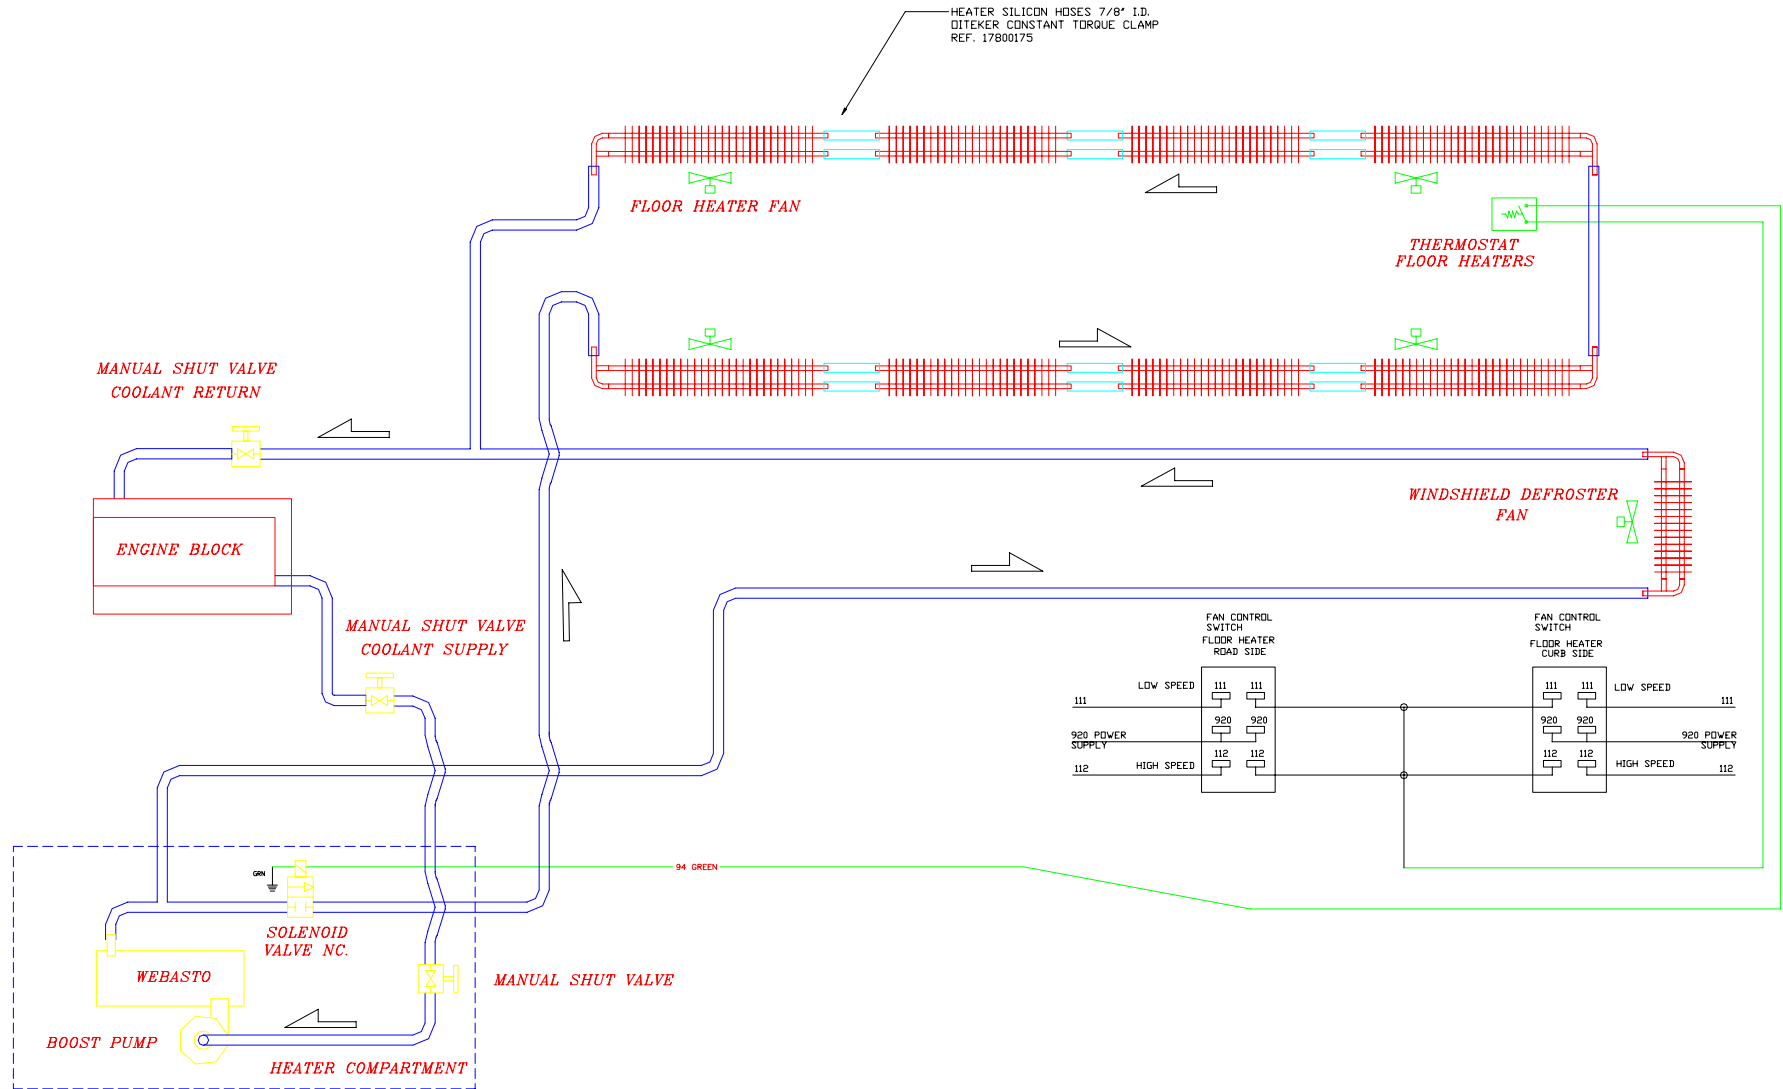 HEATER SILICON HOSES 7/8" I.D.
OITEKER CONSTANT TORQUE CLAMP
REF. 17800175
FLOOR HEATER FAN
THERMOSTAT
FLOOR HEATERS
MANUAL SHUT VALVE
COOLANT RETURN
WINDSHIELD DEFROSTER
FAN
ENGINE BLOCK
MANUAL SHUT VALVE
COOLANT SUPPLY
FAN CONTROL
SWITCH
FLOOR HEATER
ROAD SIDE
LOW SPEED
111
111
111
920 POWER
SUPPLY
920
920
HIGH SPEED
112
112
112
FAN CONTROL
SWITCH
FLOOR HEATER
CURB SIDE
111
111
LOW SPEED
111
920
920
920 POWER
SUPPLY
112
112
HIGH SPEED
112
94 GREEN
GRN
SOLENOID
VALVE NC.
WEBASTO
MANUAL SHUT VALVE
BOOST PUMP
HEATER COMPARTMENT